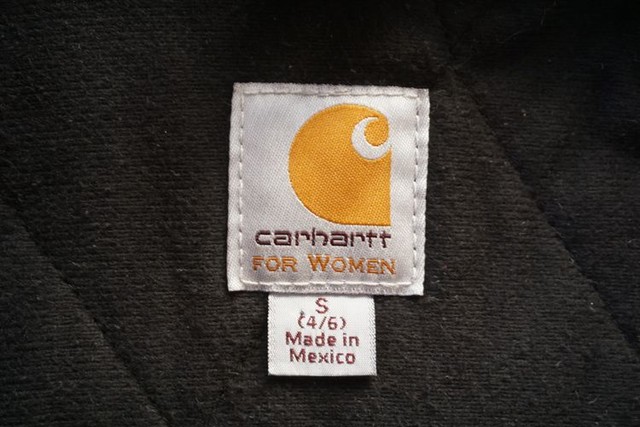 carhartt
FOR WOMEN
S
(4/6)
Made in
Mexico